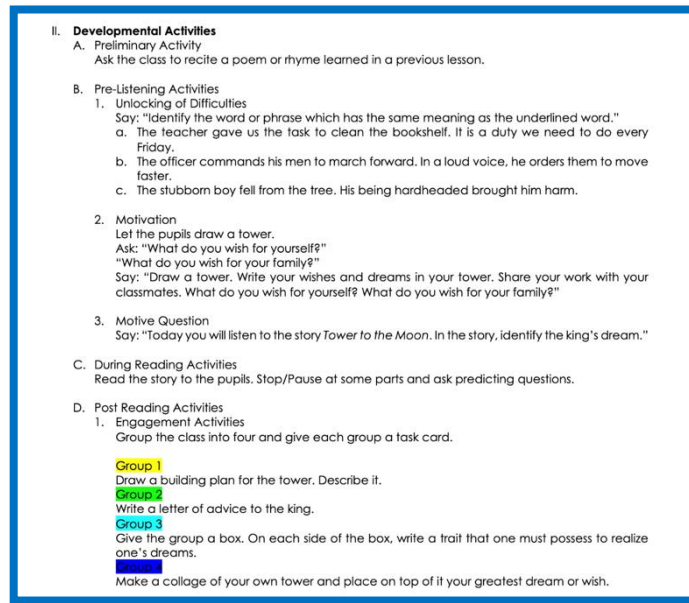 II. Developmental Activities
A. Preliminary Activity
Ask the class to recite a poem or rhyme learned in a previous lesson.
B. Pre-Listening Activities
1. Unlocking of Difficulties
Say: "Identify the word or phrase which has the same meaning as the underlined word."
a. The teacher gave us the task to clean the bookshelf. It is a duty we need to do every
Friday.
b. The officer commands his men to march forward. In a loud voice, he orders them to move
faster.
c. The stubborn boy fell from the tree. His being hardheaded brought him harm.
2. Motivation
Let the pupils draw a tower.
Ask: "What do you wish for yourself?"
"What do you wish for your family?"
Say: "Draw a tower. Write your wishes and dreams in your tower. Share your work with your
classmates. What do you wish for yourself? What do you wish for your family?"
3. Motive Question
Say: "Today you will listen to the story Tower to the Moon. In the story, identify the king's dream."
C. During Reading Activities
Read the story to the pupils. Stop/Pause at some parts and ask predicting questions.
D. Post Reading Activities
1. Engagement Activities
Group the class into four and give each group a task card.
Group 1
Draw a building plan for the tower. Describe it.
Group 2
Write a letter of advice to the king.
Group 3
Give the group a box. On each side of the box, write a trait that one must possess to realize
one's dreams.
Group 4
Make a collage of your own tower and place on top of it your greatest dream or wish.